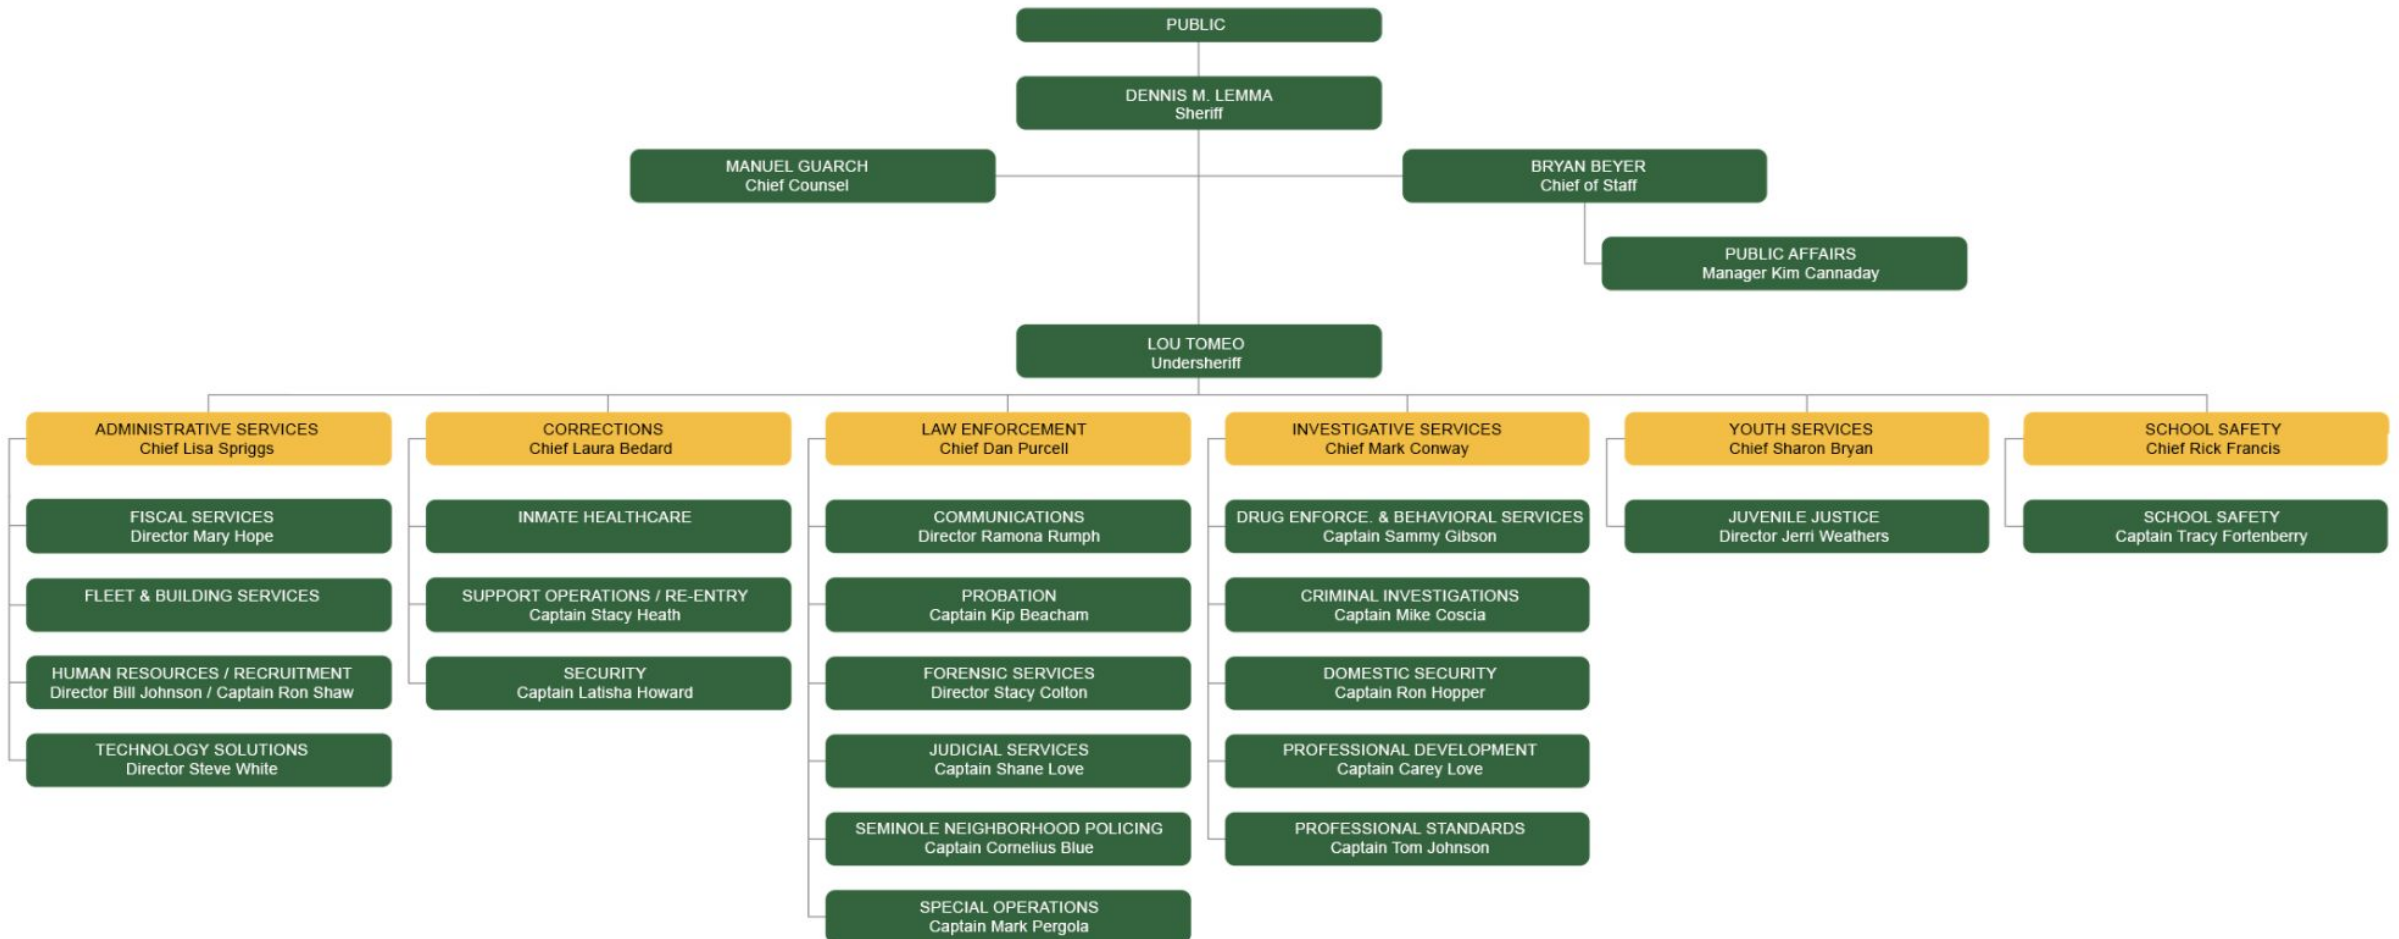 PUBLIC
DENNIS M. LEMMA
Sheriff
MANUEL GUARCH
Chief Counsel
BRYAN BEYER
Chief of Staff
PUBLIC AFFAIRS
Manager Kim Cannaday
LOU TOMEO
Undersheriff
ADMINISTRATIVE SERVICES
Chief Lisa Spriggs
FISCAL SERVICES
Director Mary Hope
FLEET & BUILDING SERVICES
HUMAN RESOURCES / RECRUITMENT
Director Bill Johnson / Captain Ron Shaw
TECHNOLOGY SOLUTIONS
Director Steve White
CORRECTIONS
Chief Laura Bedard
INMATE HEALTHCARE
SUPPORT OPERATIONS / RE-ENTRY
Captain Stacy Heath
SECURITY
Captain Latisha Howard
LAW ENFORCEMENT
Chief Dan Purcell
COMMUNICATIONS
Director Ramona Rumph
PROBATION
Captain Kip Beacham
FORENSIC SERVICES
Director Stacy Colton
JUDICIAL SERVICES
Captain Shane Love
SEMINOLE NEIGHBORHOOD POLICING
Captain Cornelius Blue
SPECIAL OPERATIONS
Captain Mark Pergola
INVESTIGATIVE SERVICES
Chief Mark Conway
DRUG ENFORCE. & BEHAVIORAL SERVICES
Captain Sammy Gibson
CRIMINAL INVESTIGATIONS
Captain Mike Coscia
DOMESTIC SECURITY
Captain Ron Hopper
PROFESSIONAL DEVELOPMENT
Captain Carey Love
PROFESSIONAL STANDARDS
Captain Tom Johnson
YOUTH SERVICES
Chief Sharon Bryan
JUVENILE JUSTICE
Director Jerri Weathers
SCHOOL SAFETY
Chief Rick Francis
SCHOOL SAFETY
Captain Tracy Fortenberry